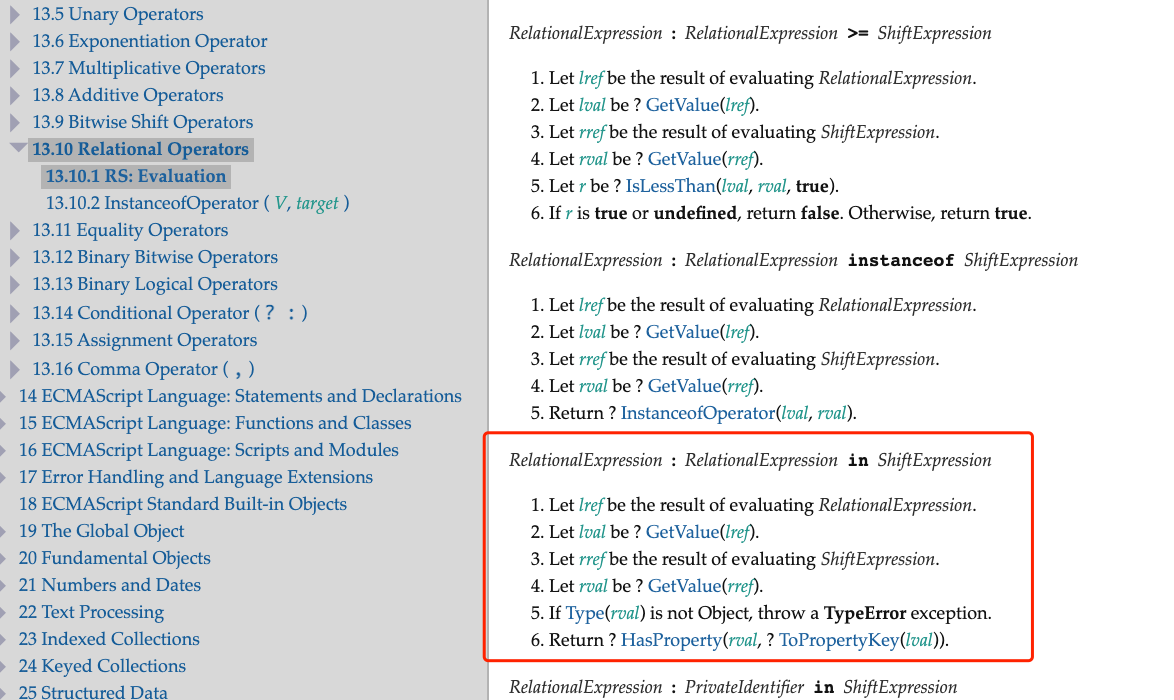 13.5 Unary Operators
13.6 Exponentiation Operator
13.7 Multiplicative Operators
13.8 Additive Operators
13.9 Bitwise Shift Operators
13.10 Relational Operators
13.10.1 RS: Evaluation
13.10.2 InstanceofOperator ( V, target )
13.11 Equality Operators
13.12 Binary Bitwise Operators
13.13 Binary Logical Operators
13.14 Conditional Operator ( ? : )
13.15 Assignment Operators
13.16 Comma Operator ( , )
14 ECMAScript Language: Statements and Declarations
15 ECMAScript Language: Functions and Classes
16 ECMAScript Language: Scripts and Modules
17 Error Handling and Language Extensions
18 ECMAScript Standard Built-in Objects
19 The Global Object
20 Fundamental Objects
21 Numbers and Dates
22 Text Processing
23 Indexed Collections
24 Keyed Collections
25 Structured Data
RelationalExpression : RelationalExpression >= ShiftExpression
1. Let lref be the result of evaluating RelationalExpression.
2. Let lval be ? GetValue(lref).
3. Let rref be the result of evaluating ShiftExpression.
4. Let rval be ? GetValue(rref).
5. Let r be ? IsLessThan(lval, rval, true).
6. If r is true or undefined, return false. Otherwise, return true.
RelationalExpression : RelationalExpression instanceof ShiftExpression
1. Let lref be the result of evaluating RelationalExpression.
2. Let lval be ? GetValue(lref).
3. Let rref be the result of evaluating ShiftExpression.
4. Let rval be ? GetValue(rref).
5. Return ? InstanceofOperator(lval, rval).
RelationalExpression : RelationalExpression in ShiftExpression
1. Let lref be the result of evaluating RelationalExpression.
2. Let lval be ? GetValue(lref).
3. Let rref be the result of evaluating ShiftExpression.
4. Let rval be ? GetValue(rref).
5. If Type(rval) is not Object, throw a TypeError exception.
6. Return ? HasProperty(rval, ? ToPropertyKey(lval)).
RelationalExpression : PrivateIdentifier in ShiftExpression